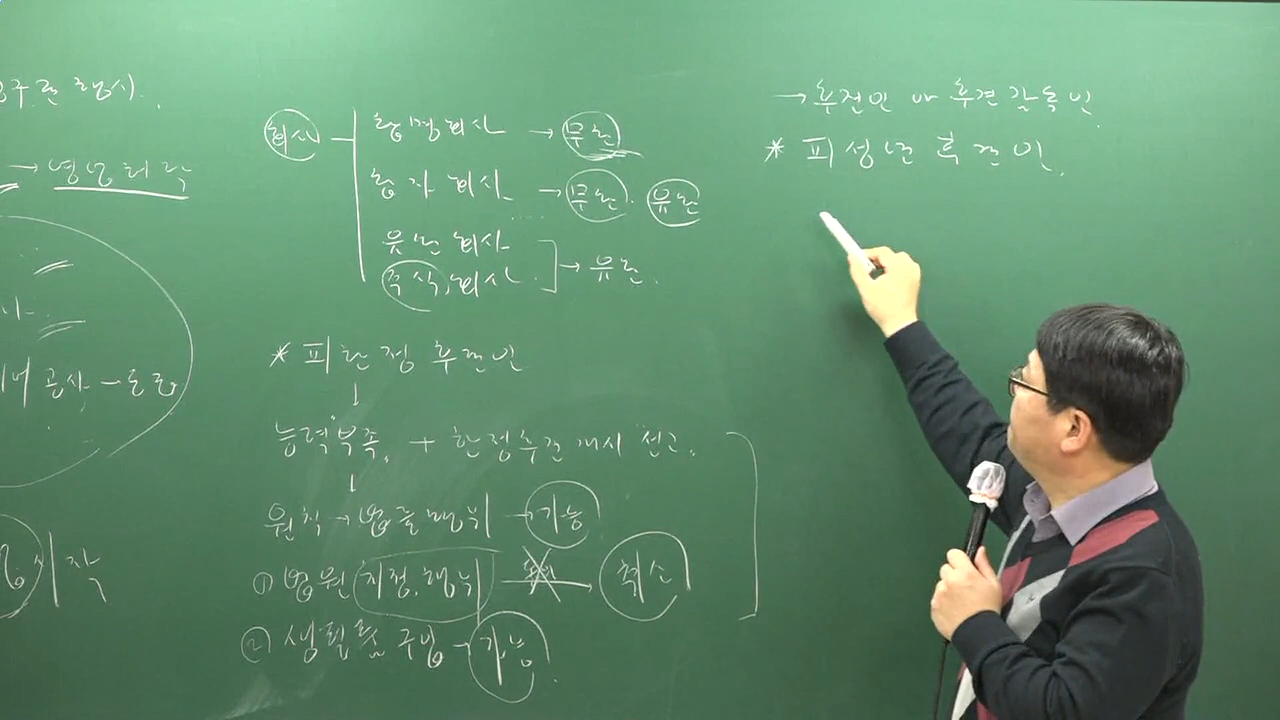 → 영업허락
회사
합명회사 → 무한
합자회사 → 무한. 유한
유한회사
주식회사 → 유한.
* 피한정후견인
↓
능력"부족" + 한정후견개시 선고.
↓
원칙 → 법률행위 → 가능
① 법원 지정.행위 → 취소
② 생필품 구입 → 가능.
→ 후견인 vs 후견감독인.
* 피성년후견인.